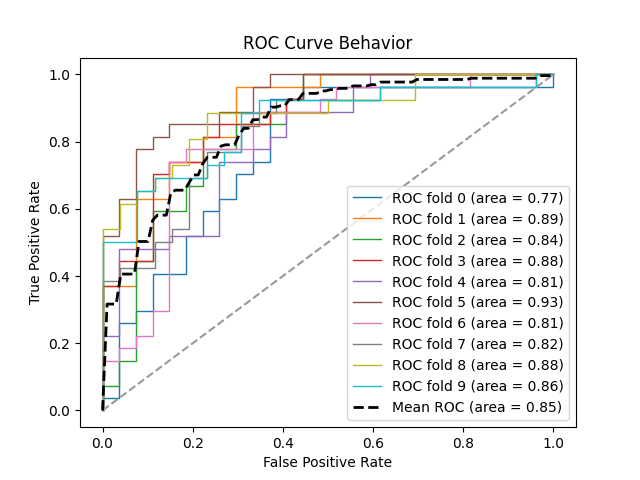 ROC Curve Behavior
True Positive Rate
1.0
0.8
0.6
0.4
0.2
0.0
ROC fold 0 (area = 0.77)
ROC fold 1 (area = 0.89)
ROC fold 2 (area = 0.84)
ROC fold 3 (area = 0.88)
ROC fold 4 (area = 0.81)
ROC fold 5 (area = 0.93)
ROC fold 6 (area = 0.81)
ROC fold 7 (area = 0.82)
ROC fold 8 (area = 0.88)
ROC fold 9 (area = 0.86)
Mean ROC (area = 0.85)
0.0 0.2 0.4 0.6 0.8 1.0
False Positive Rate